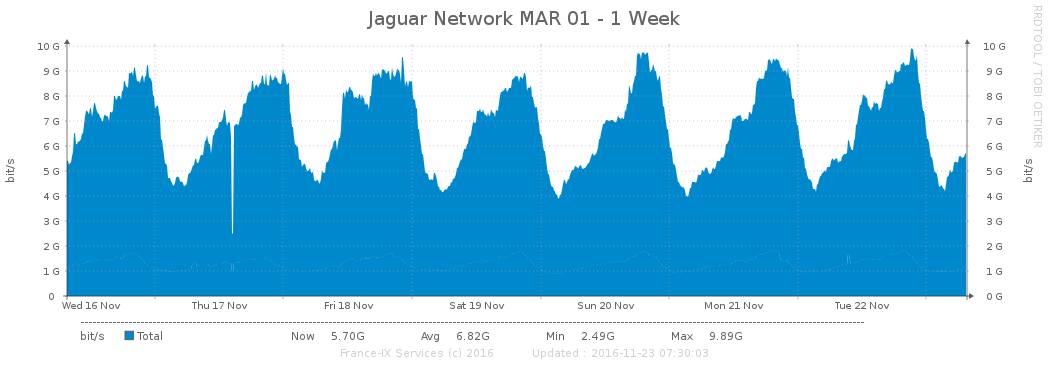 Jaguar Network MAR 01 - 1 Week
RRDTOOL / TOBI OETIKER
bit/s
10 G
9 G
8 G
7 G
6 G
5 G
4 G
3 G
2 G
1 G
0
10 G
9 G
8 G
7 G
6 G
5 G
4 G
3 G
2 G
1 G
0 G
bit/s
Wed 16 Nov Thu 17 Nov Fri 18 Nov Sat 19 Nov Sun 20 Nov Mon 21 Nov Tue 22 Nov
bit/s Total Now 5.70G Avg 6.82G Min 2.49G Max 9.89G
France-IX Services (c) 2016 Updated : 2016-11-23 07:30:03